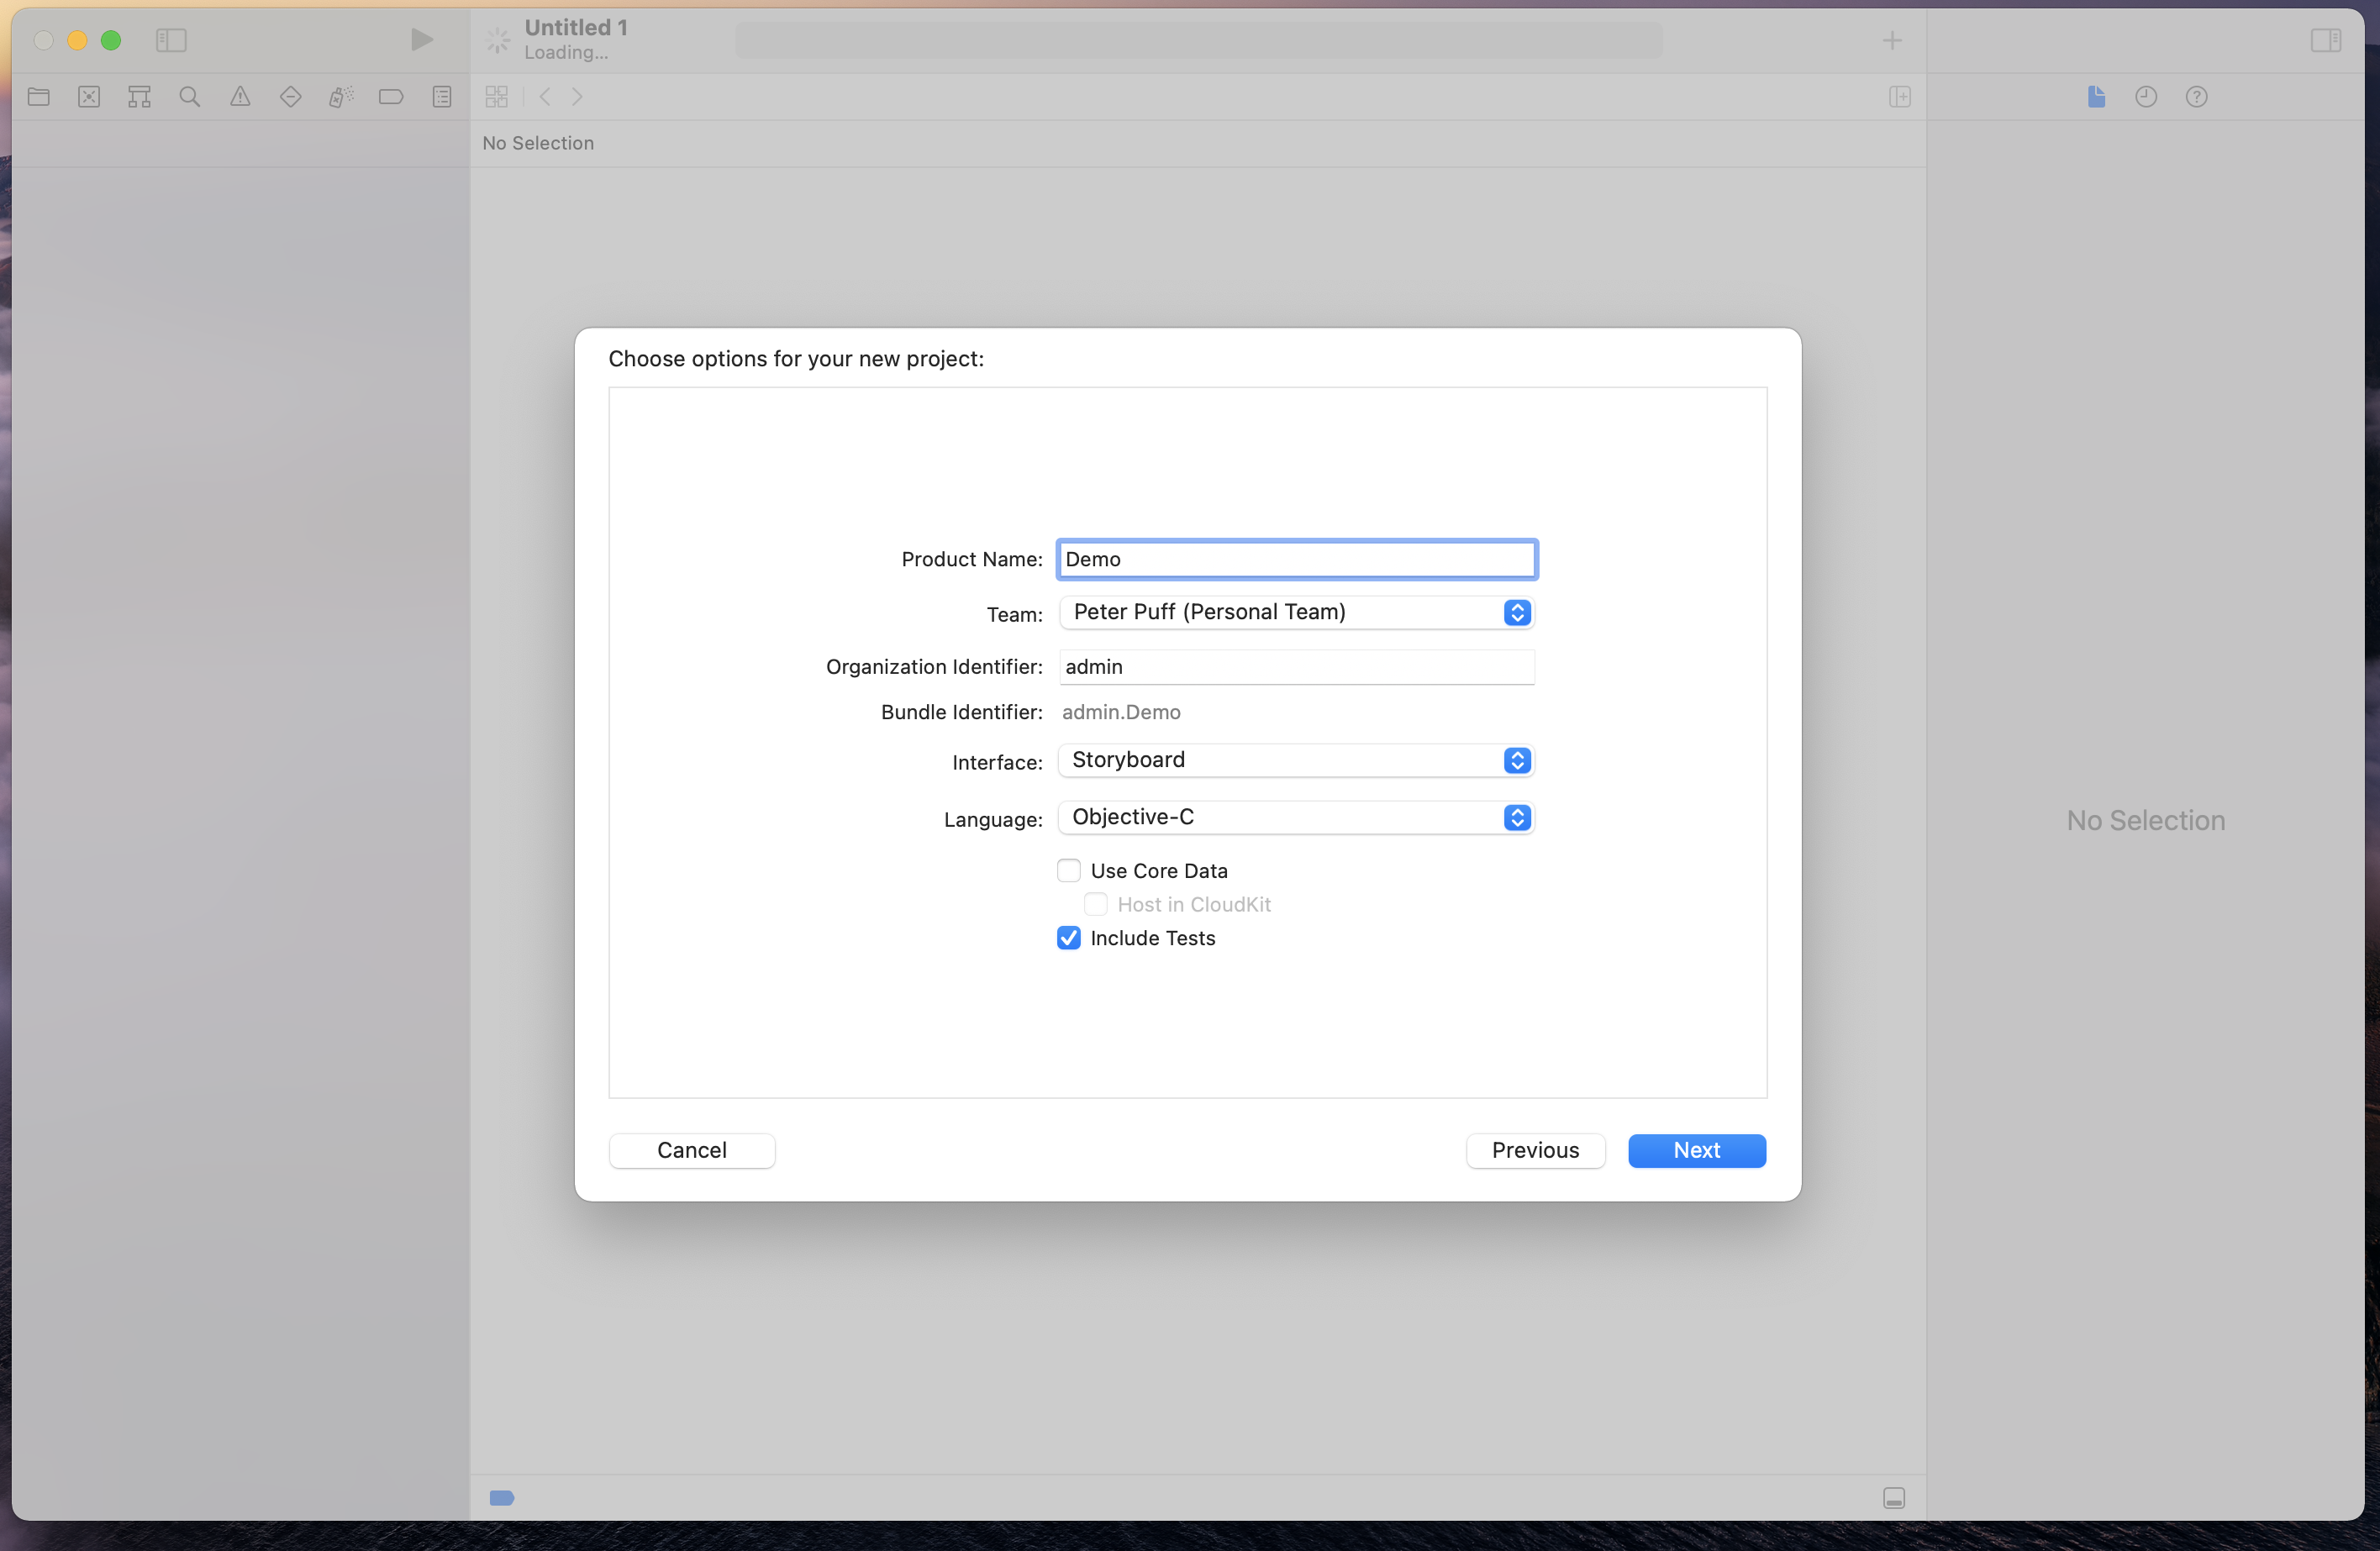 Untitled 1
Loading...
No Selection
Choose options for your new project:
Product Name: Demo
Team: Peter Puff (Personal Team)
Organization Identifier: admin
Bundle Identifier: admin.Demo
Interface: Storyboard
Language: Objective-C
Use Core Data
Host in CloudKit
Include Tests
No Selection
Cancel Previous Next